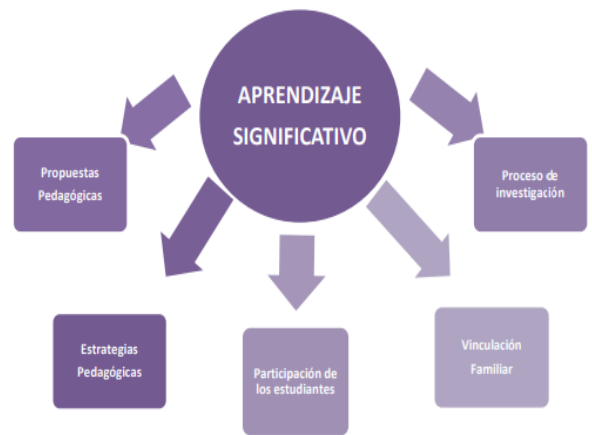 APRENDIZAJE
SIGNIFICATIVO
Propuestas
Pedagógicas
Proceso de
investigación
Estrategias
Pedagógicas
Participación de
los estudiantes
Vinculación
Familiar